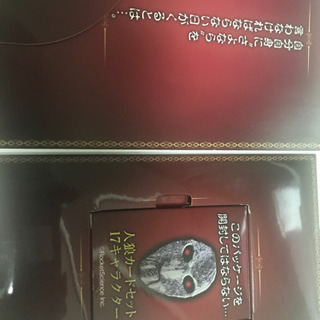 自分自身に“さよなら”を
言わなければならない日がくるとは…。
このパッケージを
開封してはならない…
人狼カードセット
17キャラクター
©RocketScience Inc.